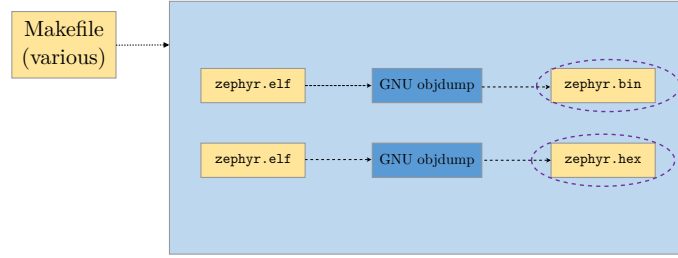 Makefile
(various)
zephyr.elf
GNU objdump
zephyr.bin
zephyr.elf
GNU objdump
zephyr.hex